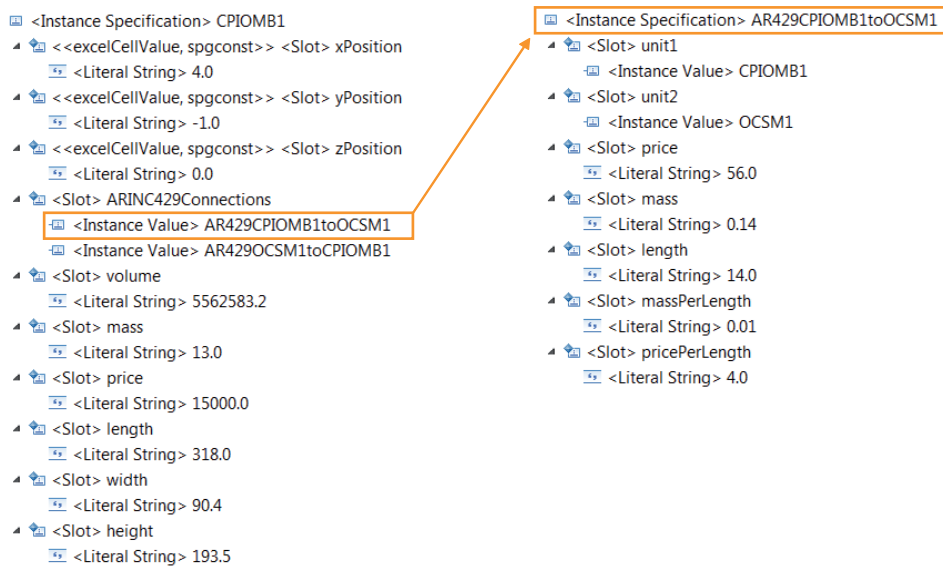 <Instance Specification> CPIOMB1
<<excelCellValue, spgconst>> <Slot> xPosition
<Literal String> 4.0
<<excelCellValue, spgconst>> <Slot> yPosition
<Literal String> -1.0
<<excelCellValue, spgconst>> <Slot> zPosition
<Literal String> 0.0
<Slot> ARINC429Connections
<Instance Value> AR429CPIOMB1toOCSM1
<Instance Value> AR429OCSM1toCPIOMB1
<Slot> volume
<Literal String> 5562583.2
<Slot> mass
<Literal String> 13.0
<Slot> price
<Literal String> 15000.0
<Slot> length
<Literal String> 318.0
<Slot> width
<Literal String> 90.4
<Slot> height
<Literal String> 193.5
<Instance Specification> AR429CPIOMB1toOCSM1
<Slot> unit1
<Instance Value> CPIOMB1
<Slot> unit2
<Instance Value> OCSM1
<Slot> price
<Literal String> 56.0
<Slot> mass
<Literal String> 0.14
<Slot> length
<Literal String> 14.0
<Slot> massPerLength
<Literal String> 0.01
<Slot> pricePerLength
<Literal String> 4.0